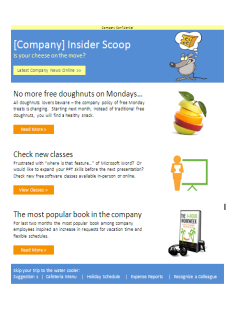 Company Confidential
[Company] Insider Scoop
Is your cheese on the move?
Latest Company News Online >>
No more free doughnuts on Mondays...
All doughnuts lovers beware – the company policy of free Monday
treats is changing. Starting next month, instead of traditional free
doughnuts, you will find a healthy snack.
Read More >
Check new classes
Frustrated with "where is that feature..." of Microsoft Word? Or
would like to expand your PPT skills before the next presentation?
Check new free software classes available in-person or online.
View Classes >
The most popular book in the company
For last two months the most popular book among company
employees inspired an increase in requests for vacation time and
flexible schedules.
Read More >
Skip your trip to the water cooler:
Suggestion s | Cafeteria Menu | Holiday Schedule | Expense Reports | Recognize a Colleague